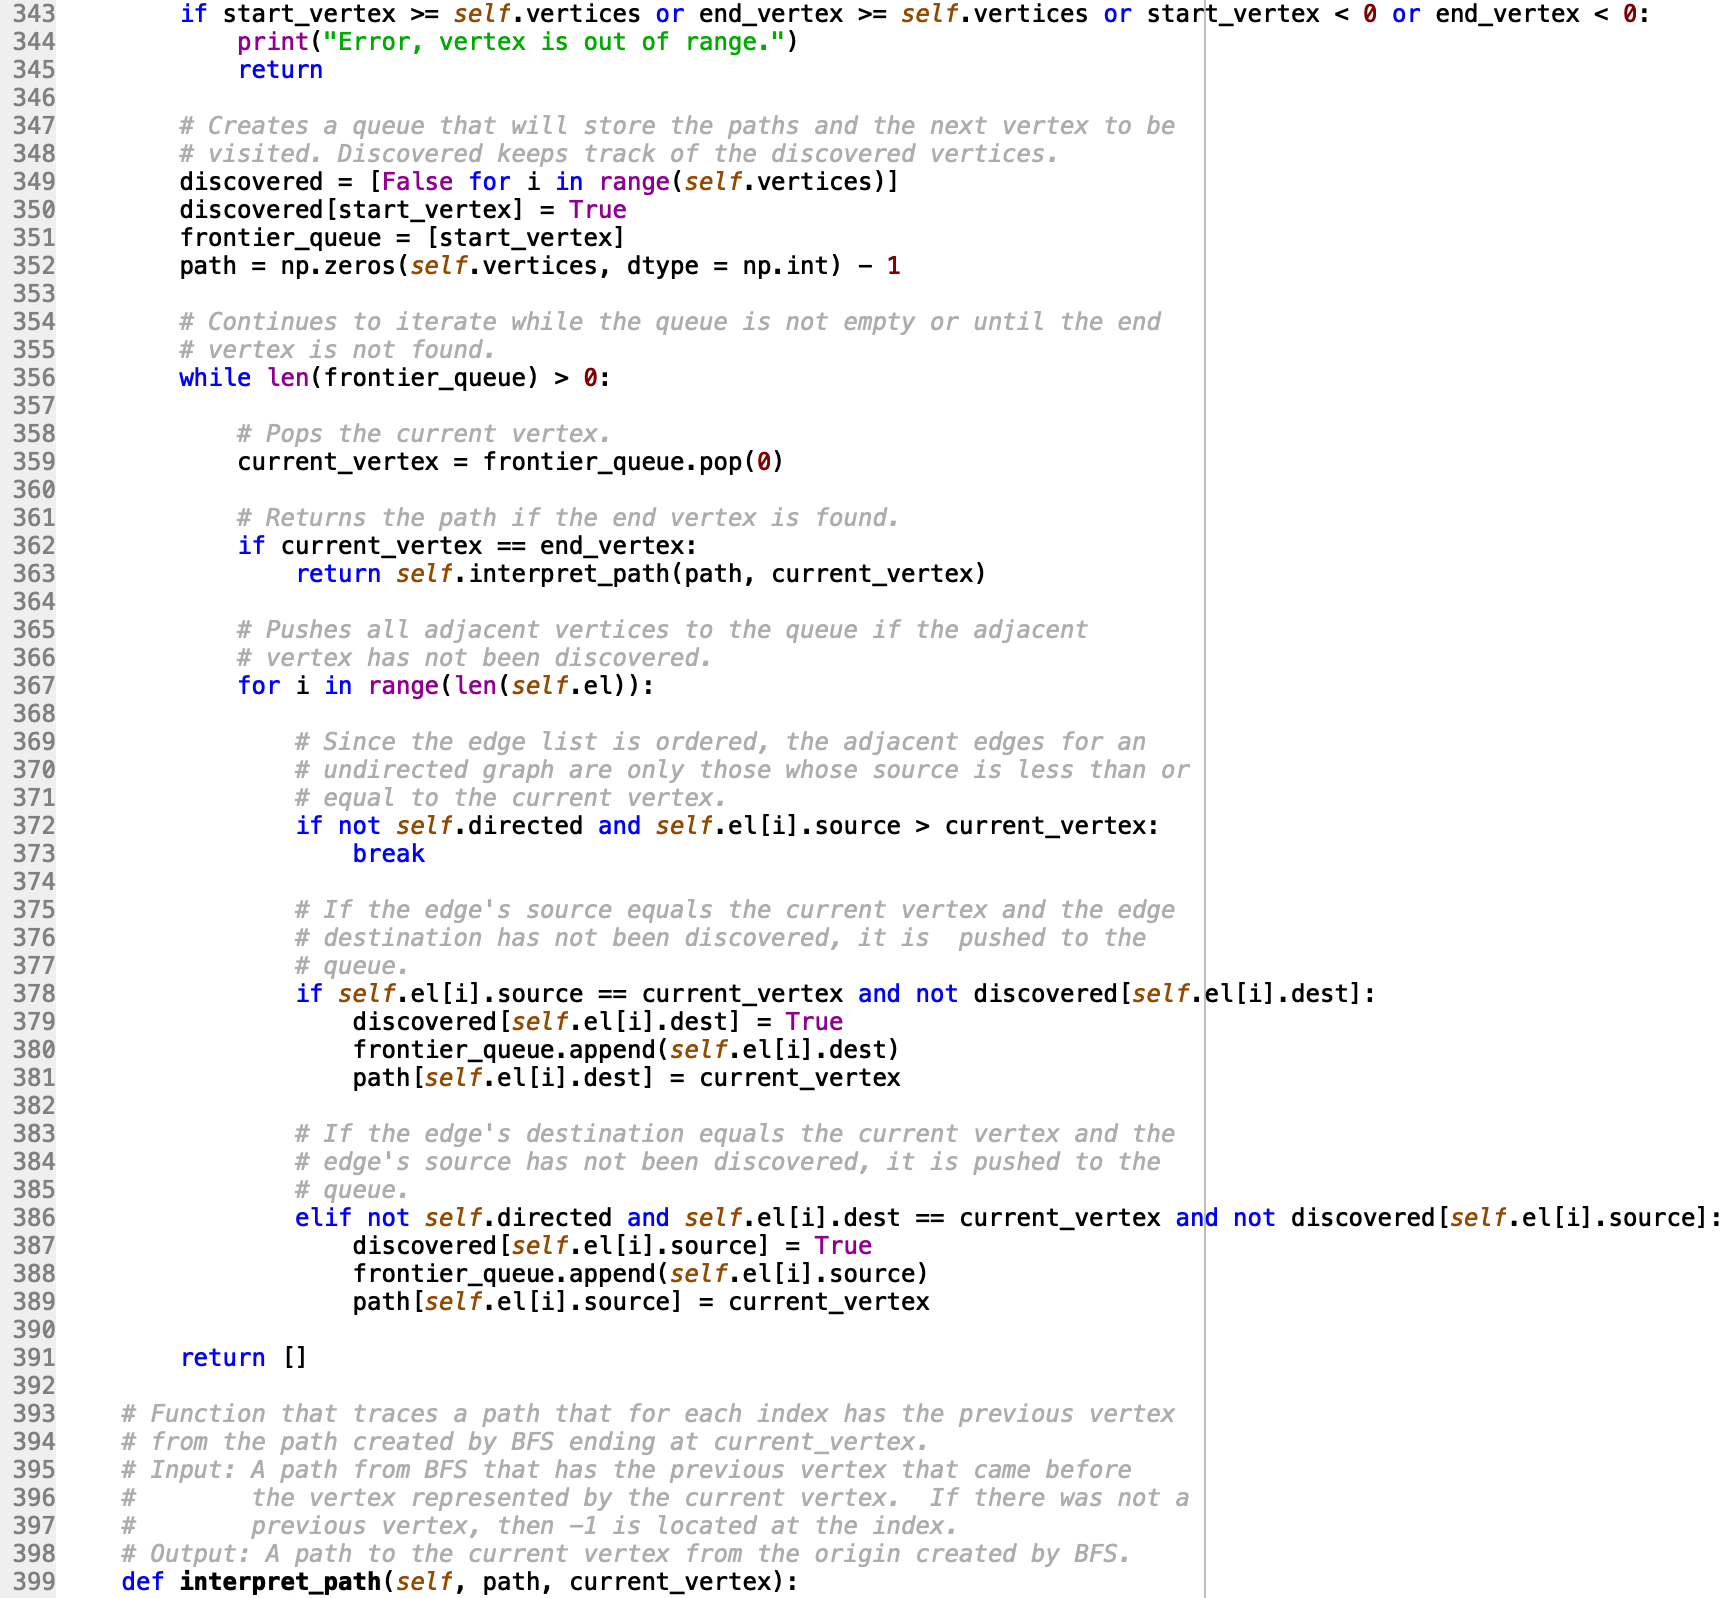 343 if start_vertex >= self.vertices or end_vertex >= self.vertices or start_vertex < 0 or end_vertex < 0:
344 print("Error, vertex is out of range.")
345 return
346
347 # Creates a queue that will store the paths and the next vertex to be
348 # visited. Discovered keeps track of the discovered vertices.
349 discovered = [False for i in range(self.vertices)]
350 discovered[start_vertex] = True
351 frontier_queue = [start_vertex]
352 path = np.zeros(self.vertices, dtype = np.int) - 1
353
354 # Continues to iterate while the queue is not empty or until the end
355 # vertex is not found.
356 while len(frontier_queue) > 0:
357
358 # Pops the current vertex.
359 current_vertex = frontier_queue.pop(0)
360
361 # Returns the path if the end vertex is found.
362 if current_vertex == end_vertex:
363 return self.interpret_path(path, current_vertex)
364
365 # Pushes all adjacent vertices to the queue if the adjacent
366 # vertex has not been discovered.
367 for i in range(len(self.el)):
368
369 # Since the edge list is ordered, the adjacent edges for an
370 # undirected graph are only those whose source is less than or
371 # equal to the current vertex.
372 if not self.directed and self.el[i].source > current_vertex:
373 break
374
375 # If the edge's source equals the current vertex and the edge
376 # destination has not been discovered, it is  pushed to the
377 # queue.
378 if self.el[i].source == current_vertex and not discovered[self.el[i].dest]:
379 discovered[self.el[i].dest] = True
380 frontier_queue.append(self.el[i].dest)
381 path[self.el[i].dest] = current_vertex
382
383 # If the edge's destination equals the current vertex and the
384 # edge's source has not been discovered, it is pushed to the
385 # queue.
386 elif not self.directed and self.el[i].dest == current_vertex and not discovered[self.el[i].source]:
387 discovered[self.el[i].source] = True
388 frontier_queue.append(self.el[i].source)
389 path[self.el[i].source] = current_vertex
390
391 return []
392
393 # Function that traces a path that for each index has the previous vertex
394 # from the path created by BFS ending at current_vertex.
395 # Input: A path from BFS that has the previous vertex that came before
396 # the vertex represented by the current vertex.  If there was not a
397 # previous vertex, then -1 is located at the index.
398 # Output: A path to the current vertex from the origin created by BFS.
399 def interpret_path(self, path, current_vertex):